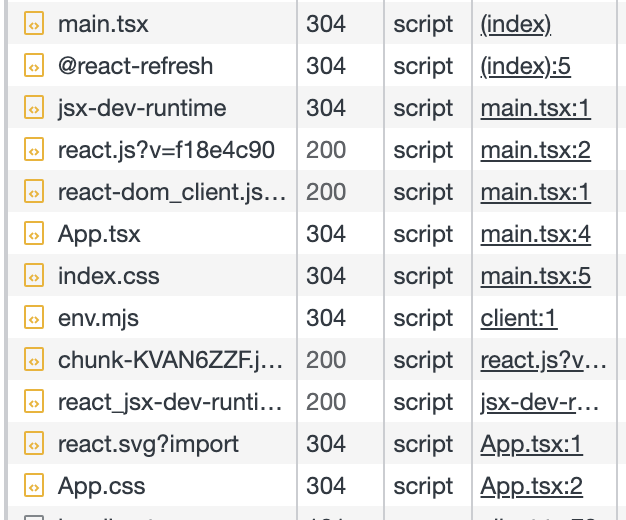 main.tsx 304 script (index)
@react-refresh 304 script (index):5
jsx-dev-runtime 304 script main.tsx:1
react.js?v=f18e4c90 200 script main.tsx:2
react-dom_client.js… 200 script main.tsx:1
App.tsx 304 script main.tsx:4
index.css 304 script main.tsx:5
env.mjs 304 script client:1
chunk-KVAN6ZZF.j… 200 script react.js?v…
react_jsx-dev-runti… 200 script jsx-dev-r…
react.svg?import 304 script App.tsx:1
App.css 304 script App.tsx:2